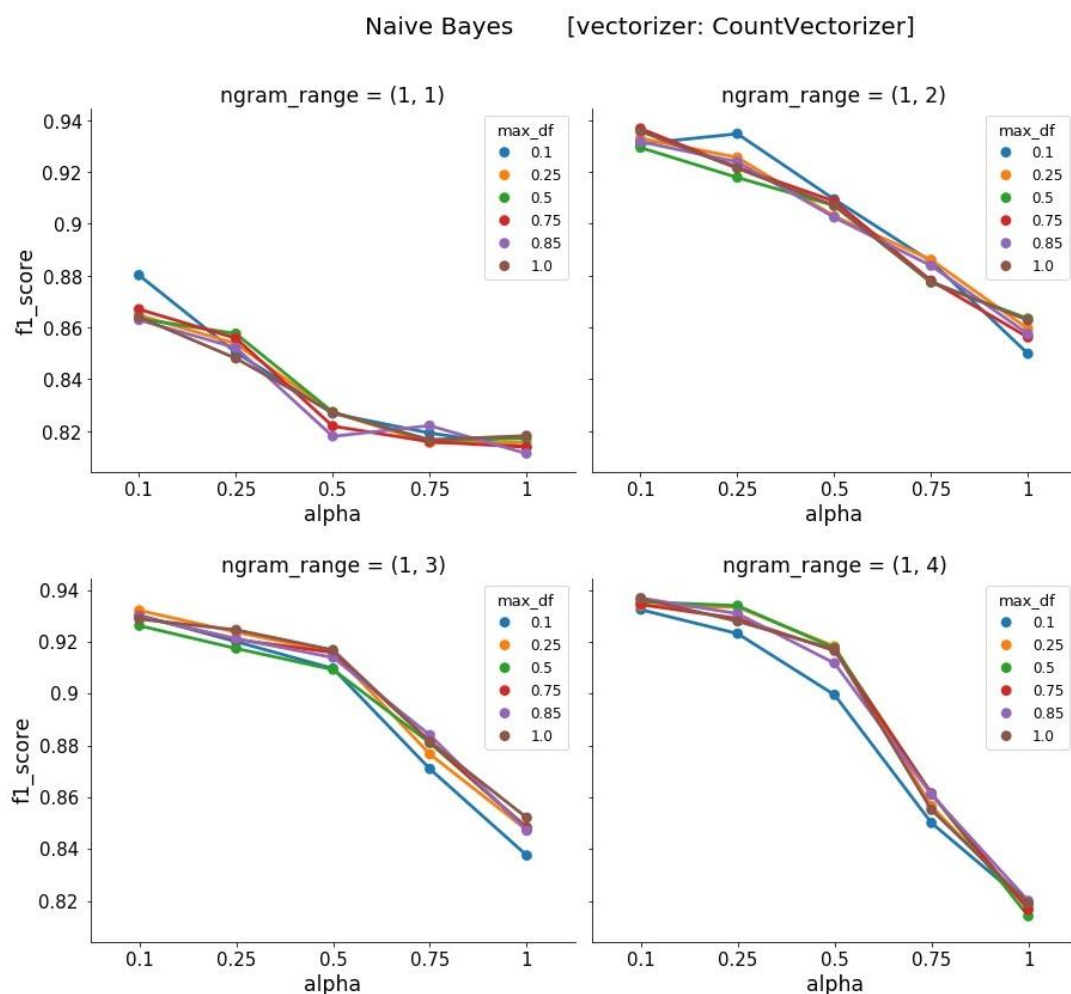 Naive Bayes [vectorizer: CountVectorizer]
ngram_range = (1, 1)
f1_score
0.94
0.92
0.9
0.88
0.86
0.84
0.82
max_df
0.1
0.25
0.5
0.75
0.85
1.0
0.1 0.25 0.5 0.75 1
alpha
ngram_range = (1, 2)
max_df
0.1
0.25
0.5
0.75
0.85
1.0
0.1 0.25 0.5 0.75 1
alpha
ngram_range = (1, 3)
f1_score
0.94
0.92
0.9
0.88
0.86
0.84
0.82
max_df
0.1
0.25
0.5
0.75
0.85
1.0
0.1 0.25 0.5 0.75 1
alpha
ngram_range = (1, 4)
max_df
0.1
0.25
0.5
0.75
0.85
1.0
0.1 0.25 0.5 0.75 1
alpha